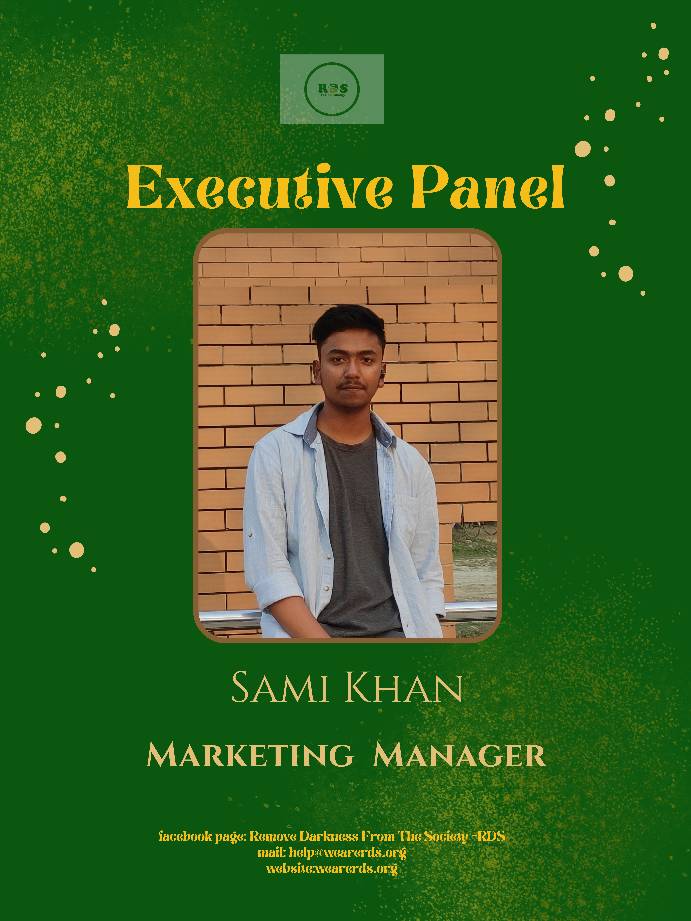 RDS
Executive Panel
Sami Khan
Marketing Manager
facebook page: Remove Darkness From The Society -RDS
mail: help@wearerds.org
website:wearerds.org